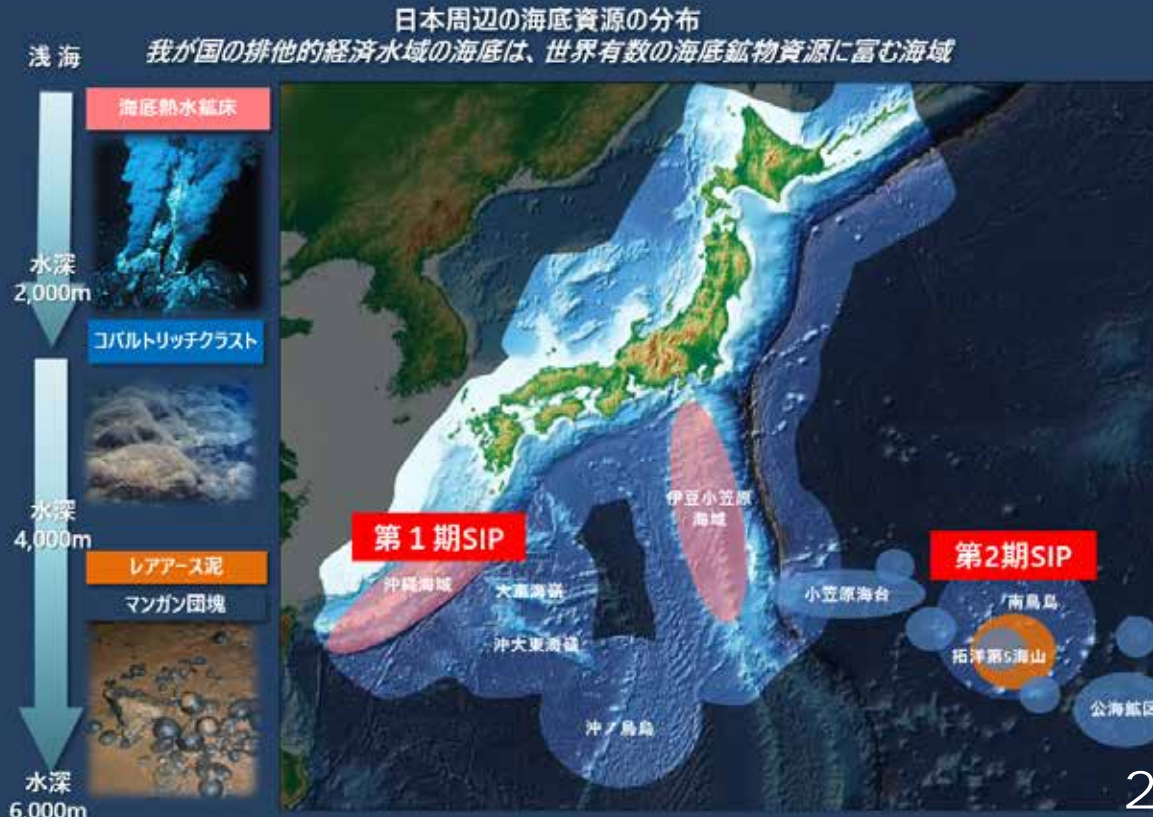 日本周辺の海底資源の分布
我が国の排他的経済水域の海底は、世界有数の海底鉱物資源に富む海域
浅海
海底熱水鉱床
水深
2,000m
コバルトリッチクラスト
水深
4,000m
レアアース泥
マンガン団塊
水深
6,000m
第1期SIP
沖縄海域
大東海嶺
沖大東海嶺
沖ノ鳥島
伊豆小笠原
海域
小笠原海台
第2期SIP
南鳥島
拓洋第5海山
公海鉱区
2